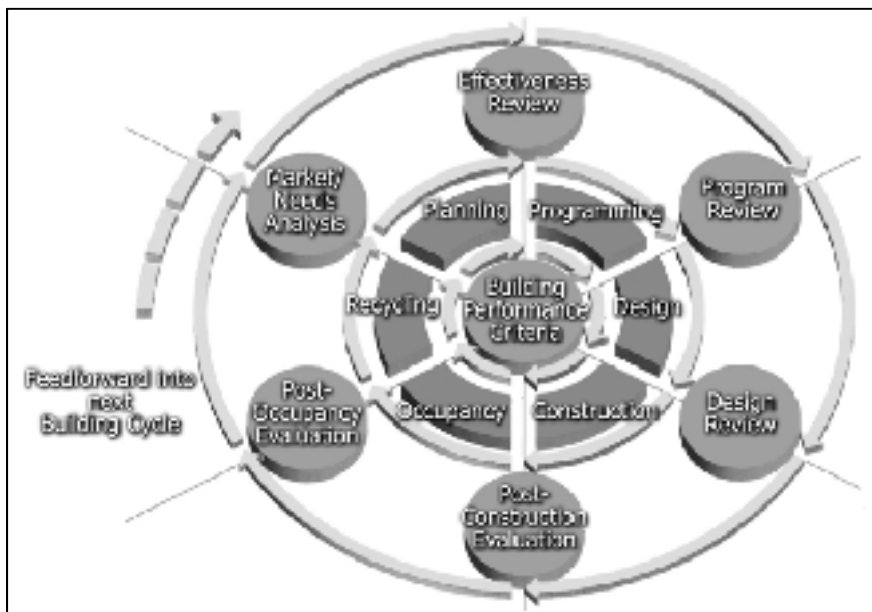 Effectiveness
Review
Market/
Needs
Analysis
Program
Review
Planning
Programming
Building
Performance
Criteria
Recycling
Design
Feedforward into
next
Building Cycle
Post-
Occupancy
Evaluation
Occupancy
Construction
Design
Review
Post-
Construction
Evaluation